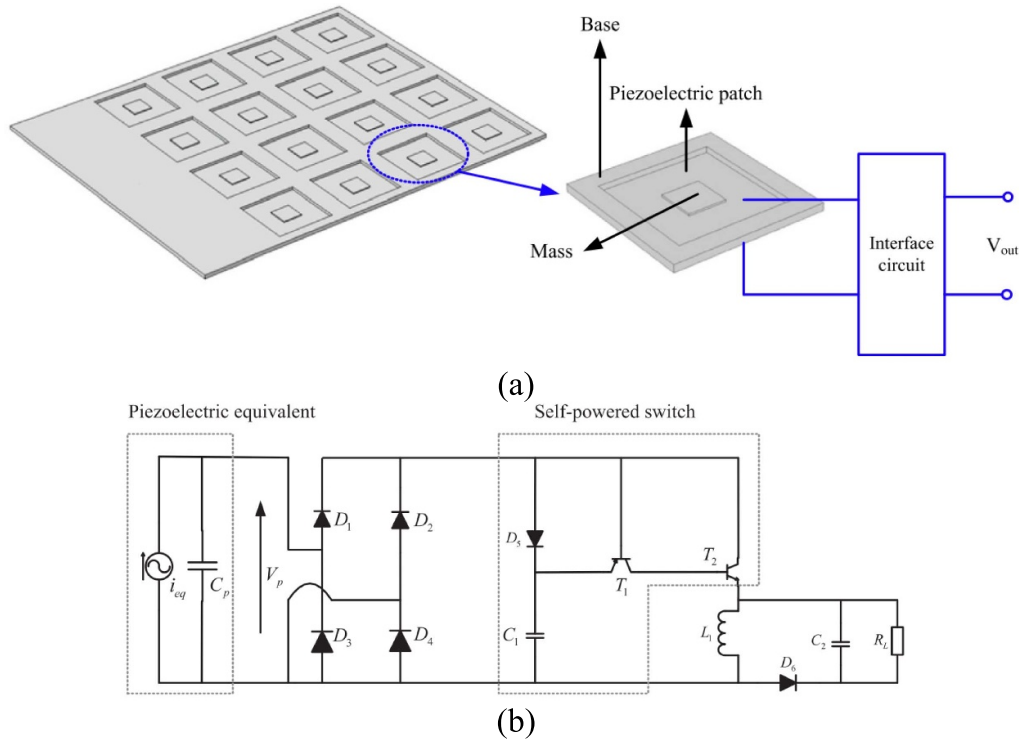 Base
Piezoelectric patch
Mass
Interface
circuit
V_out
(a)
Piezoelectric equivalent
Self-powered switch
D_1
D_2
D_5
T_2
i_eq
C_p
V_p
T_1
D_3
D_4
C_1
L_1
C_2
R_L
D_6
(b)